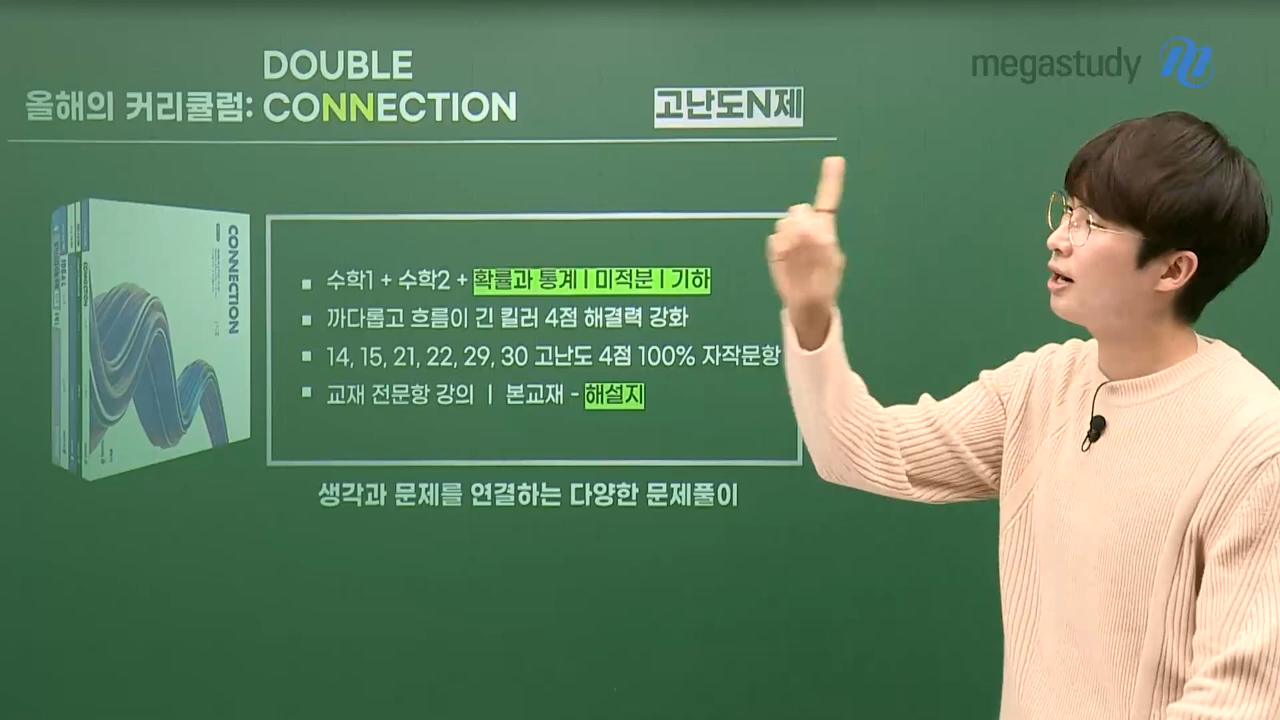 megastudy
DOUBLE
올해의 커리큘럼: CONNECTION
고난도N제
CONNECTION
▪ 수학1 + 수학2 + 확률과 통계 | 미적분 | 기하
▪ 까다롭고 흐름이 긴 킬러 4점 해결력 강화
▪ 14, 15, 21, 22, 29, 30 고난도 4점 100% 자작문항
▪ 교재 전문항 강의 | 본교재 - 해설지
생각과 문제를 연결하는 다양한 문제풀이